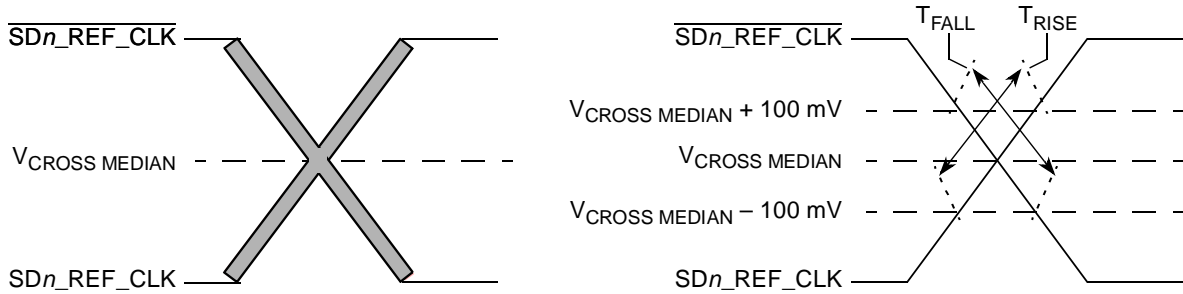 SDn_REF_CLK
V_CROSS MEDIAN
SDn_REF_CLK
T_FALL T_RISE
SDn_REF_CLK
V_CROSS MEDIAN + 100 mV
V_CROSS MEDIAN
V_CROSS MEDIAN – 100 mV
SDn_REF_CLK